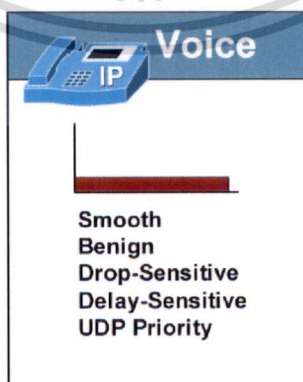 Voice
IP
Smooth
Benign
Drop-Sensitive
Delay-Sensitive
UDP Priority